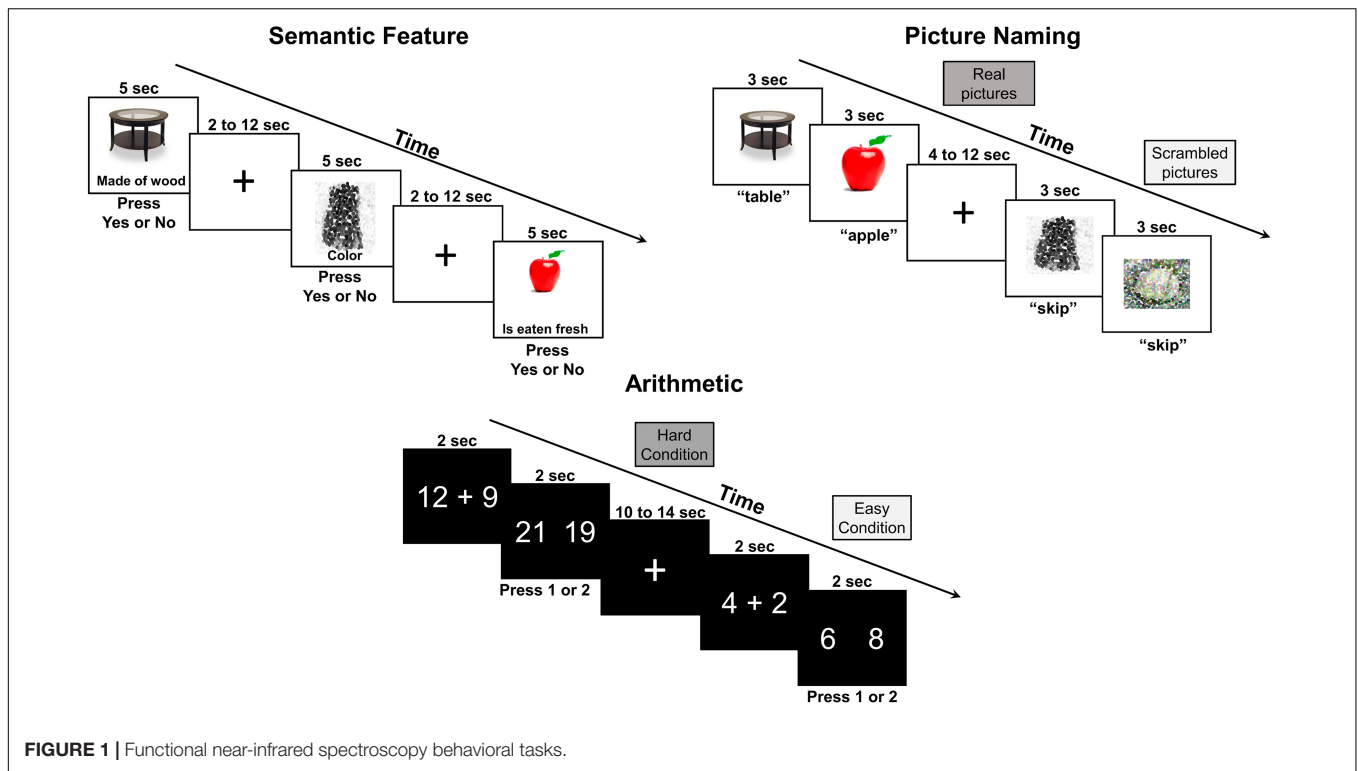 Semantic Feature
5 sec
Made of wood
Press
Yes or No
2 to 12 sec
+
5 sec
Color
Press
Yes or No
2 to 12 sec
+
5 sec
Is eaten fresh
Press
Yes or No
Time
Picture Naming
3 sec
"table"
3 sec
"apple"
4 to 12 sec
+
3 sec
"skip"
3 sec
"skip"
Real
pictures
Time
Scrambled
pictures
Arithmetic
2 sec
12 + 9
2 sec
21 19
Press 1 or 2
10 to 14 sec
+
2 sec
4 + 2
2 sec
6 8
Press 1 or 2
Hard
Condition
Time
Easy
Condition
FIGURE 1 | Functional near-infrared spectroscopy behavioral tasks.